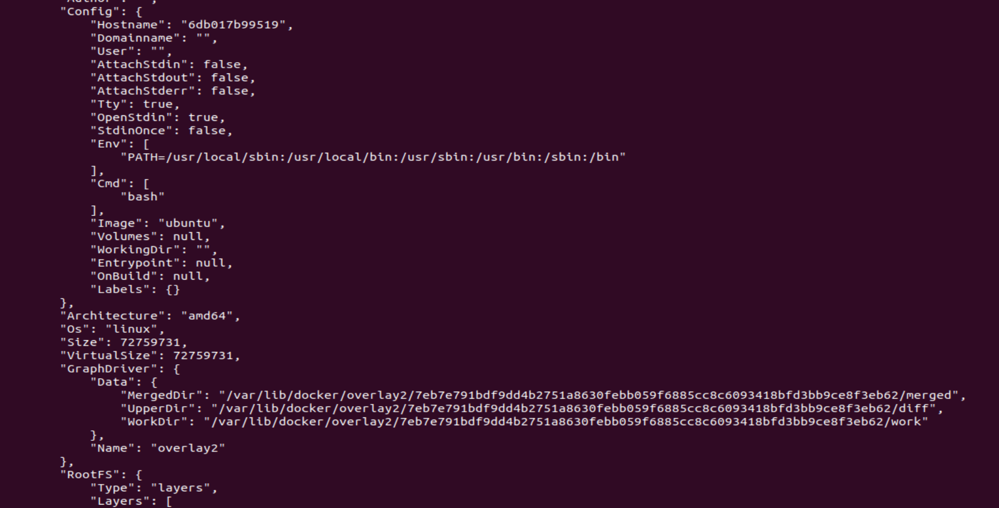 "Author": "",
"Config": {
"Hostname": "6db017b99519",
"Domainname": "",
"User": "",
"AttachStdin": false,
"AttachStdout": false,
"AttachStderr": false,
"Tty": true,
"OpenStdin": true,
"StdinOnce": false,
"Env": [
"PATH=/usr/local/sbin:/usr/local/bin:/usr/sbin:/usr/bin:/sbin:/bin"
],
"Cmd": [
"bash"
],
"Image": "ubuntu",
"Volumes": null,
"WorkingDir": "",
"Entrypoint": null,
"OnBuild": null,
"Labels": {}
},
"Architecture": "amd64",
"Os": "linux",
"Size": 72759731,
"VirtualSize": 72759731,
"GraphDriver": {
"Data": {
"MergedDir": "/var/lib/docker/overlay2/7eb7e791bdf9dd4b2751a8630febb059f6885cc8c6093418bfd3bb9ce8f3eb62/merged",
"UpperDir": "/var/lib/docker/overlay2/7eb7e791bdf9dd4b2751a8630febb059f6885cc8c6093418bfd3bb9ce8f3eb62/diff",
"WorkDir": "/var/lib/docker/overlay2/7eb7e791bdf9dd4b2751a8630febb059f6885cc8c6093418bfd3bb9ce8f3eb62/work"
},
"Name": "overlay2"
},
"RootFS": {
"Type": "layers",
"Layers": [